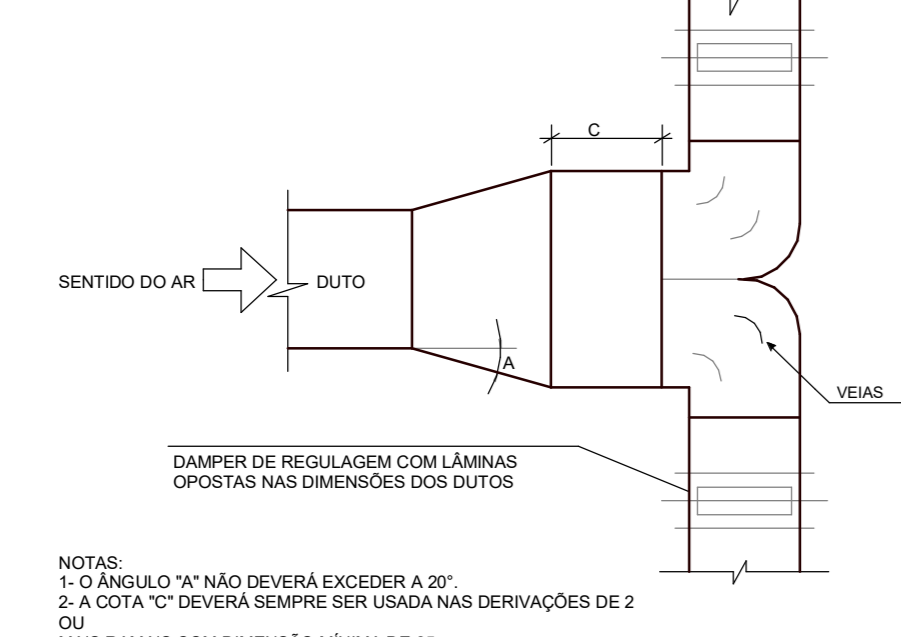 C
SENTIDO DO AR
DUTO
A
VEIAS
DAMPER DE REGULAGEM COM LÂMINAS
OPOSTAS NAS DIMENSÕES DOS DUTOS
NOTAS:
1- O ÂNGULO "A" NÃO DEVERÁ EXCEDER A 20°.
2- A COTA "C" DEVERÁ SEMPRE SER USADA NAS DERIVAÇÕES DE 2
OU